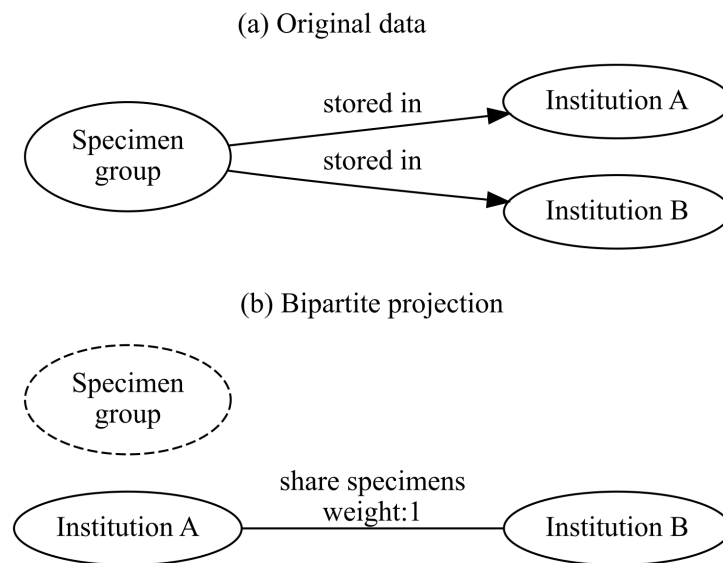 (a) Original data
Specimen
group
stored in
Institution A
stored in
Institution B
(b) Bipartite projection
Specimen
group
Institution A
share specimens
weight:1
Institution B